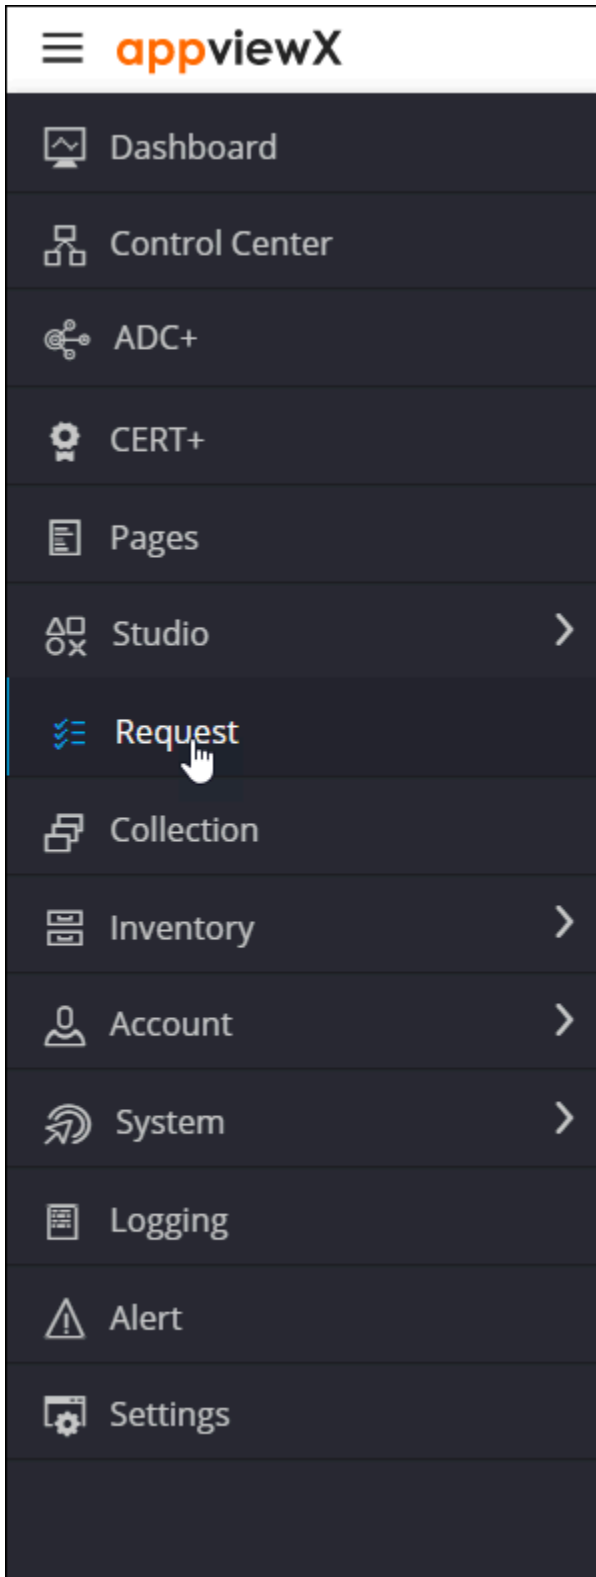 appviewX
Dashboard
Control Center
ADC+
CERT+
Pages
Studio
Request
Collection
Inventory
Account
System
Logging
Alert
Settings